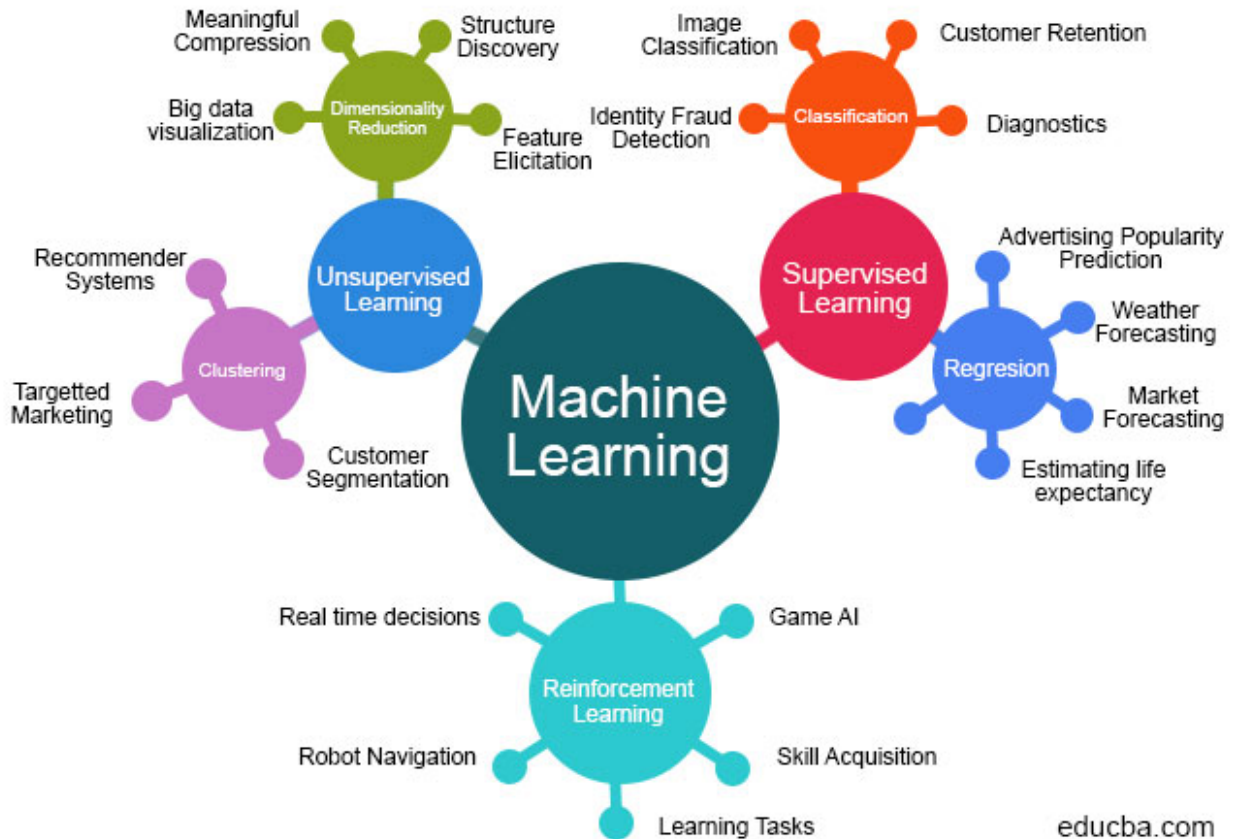 Meaningful
Compression
Structure
Discovery
Big data
visualization
Dimensionality
Reduction
Feature
Elicitation
Image
Classification
Customer Retention
Identity Fraud
Detection
Classification
Diagnostics
Recommender
Systems
Unsupervised
Learning
Clustering
Targetted
Marketing
Customer
Segmentation
Machine
Learning
Supervised
Learning
Advertising Popularity
Prediction
Weather
Forecasting
Regresion
Market
Forecasting
Estimating life
expectancy
Real time decisions
Game AI
Reinforcement
Learning
Robot Navigation
Skill Acquisition
Learning Tasks
educba.com